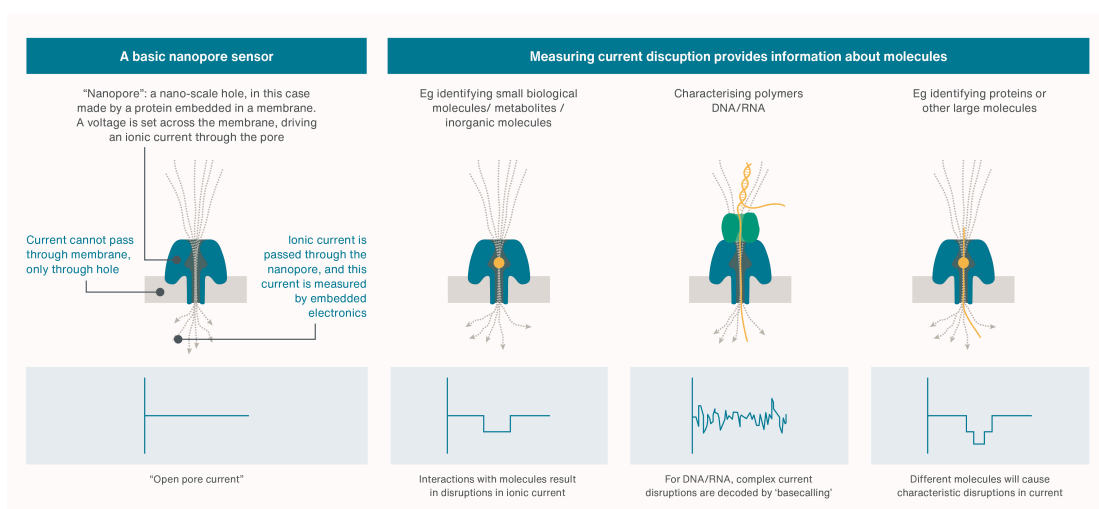 A basic nanopore sensor
Measuring current discuption provides information about molecules
“Nanopore”: a nano-scale hole, in this case
made by a protein embedded in a membrane.
A voltage is set across the membrane, driving
an ionic current through the pore
Eg identifying small biological
molecules/ metabolites /
inorganic molecules
Characterising polymers
DNA/RNA
Eg identifying proteins or
other large molecules
Current cannot pass
through membrane,
only through hole
Ionic current is
passed through the
nanopore, and this
current is measured
by embedded
electronics
“Open pore current”
Interactions with molecules result
in disruptions in ionic current
For DNA/RNA, complex current
disruptions are decoded by ‘basecalling’
Different molecules will cause
characteristic disruptions in current